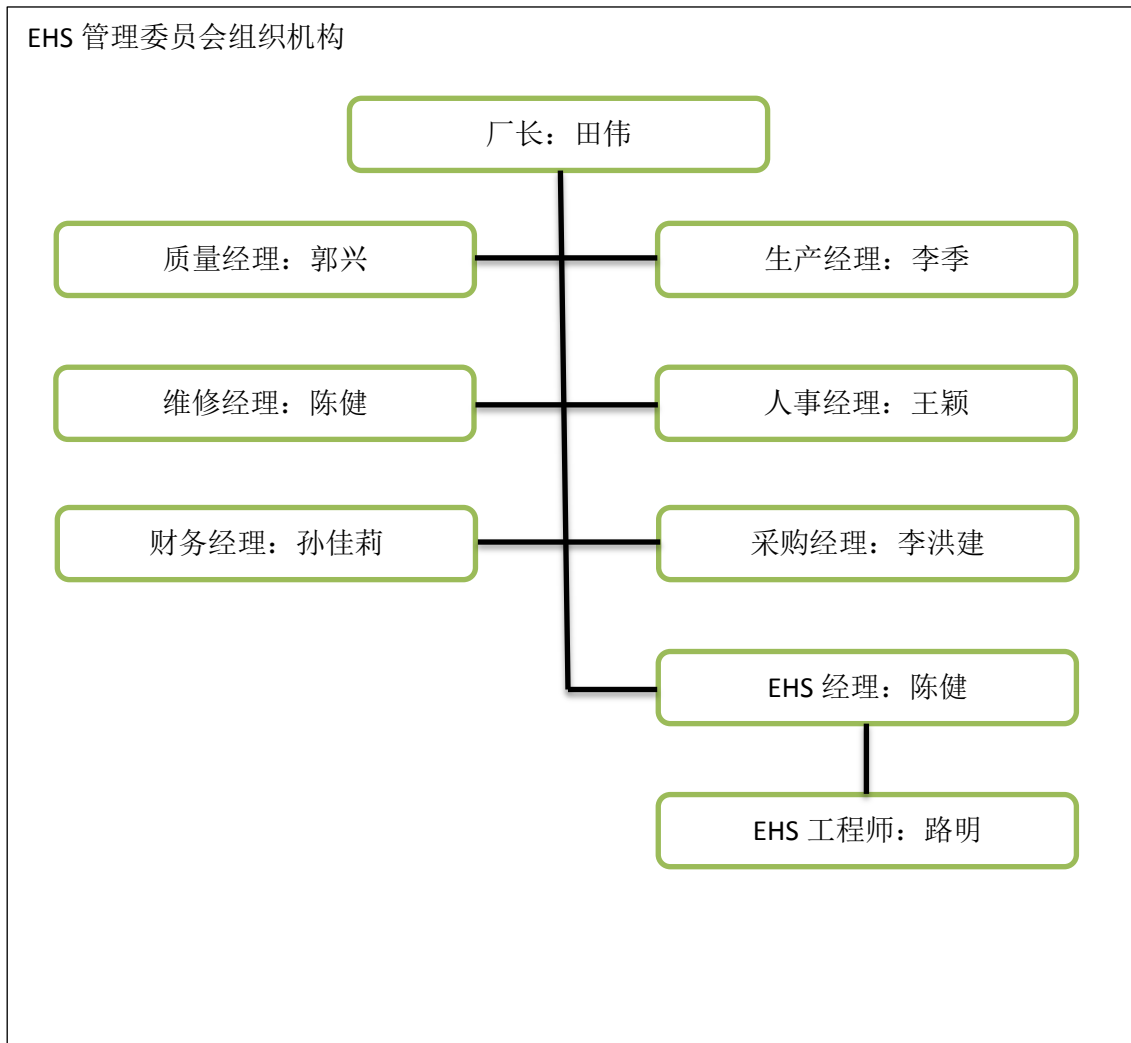 EHS 管理委员会组织机构
厂长：田伟
质量经理：郭兴
生产经理：李季
维修经理：陈健
人事经理：王颖
财务经理：孙佳莉
采购经理：李洪建
EHS 经理：陈健
EHS 工程师：路明